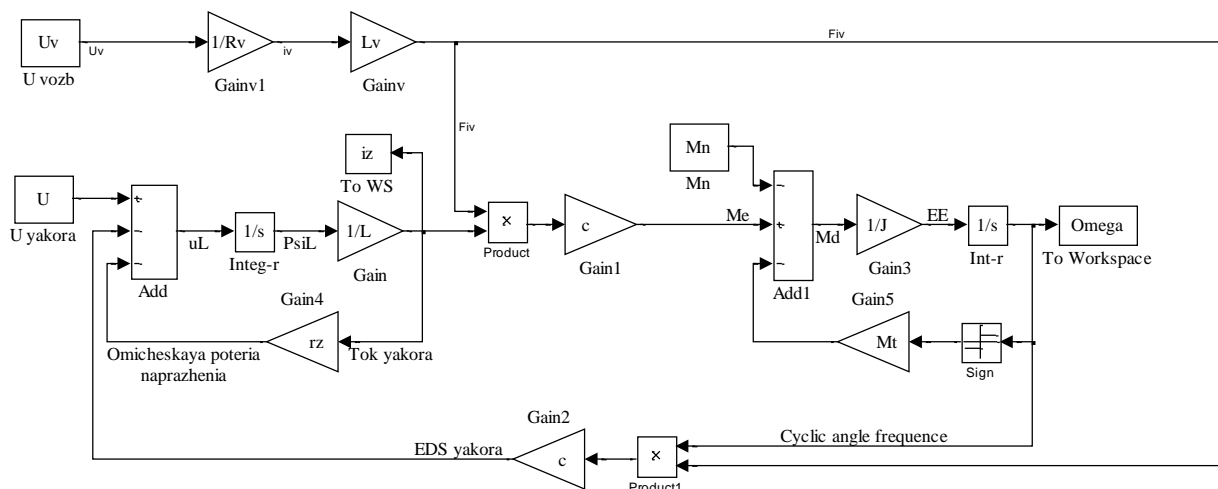 Uv
Uv
U vozb
1/Rv
Gainv1
iv
Lv
Gainv
Fiv
Fiv
iz
To WS
U
U yakora
Add
uL
1/s
Integ-r
PsiL
1/L
Gain
×
Product
c
Gain1
Me
Mn
Mn
Add1
Md
1/J
Gain3
EE
1/s
Int-r
Omega
To Workspace
Gain4
rz
Tok yakora
Omicheskaya poteria
naprazhenia
Gain5
Mt
Sign
Gain2
c
EDS yakora
×
Product1
Cyclic angle frequence